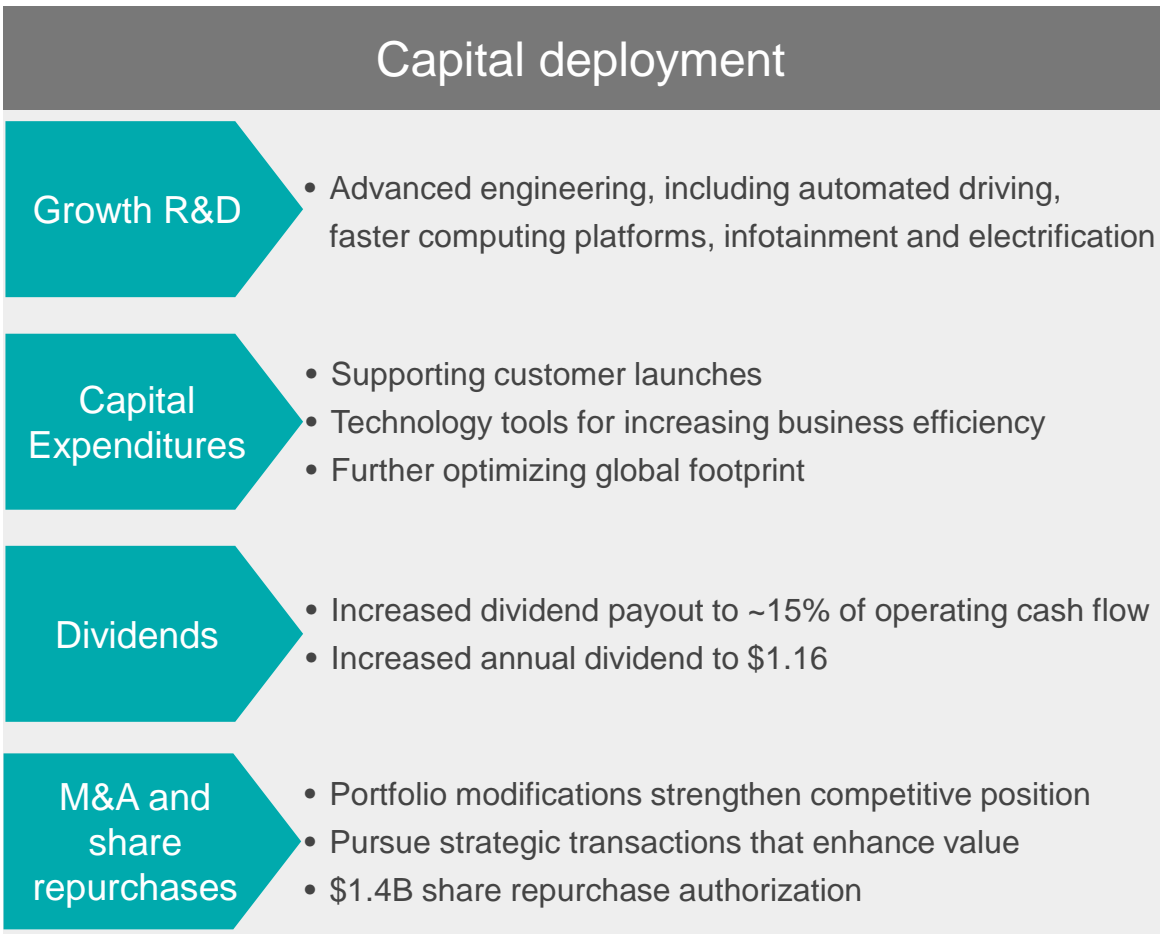 Capital deployment
Growth R&D
• Advanced engineering, including automated driving,
faster computing platforms, infotainment and electrification
Capital
Expenditures
• Supporting customer launches
• Technology tools for increasing business efficiency
• Further optimizing global footprint
Dividends
• Increased dividend payout to ~15% of operating cash flow
• Increased annual dividend to $1.16
M&A and
share
repurchases
• Portfolio modifications strengthen competitive position
• Pursue strategic transactions that enhance value
• $1.4B share repurchase authorization